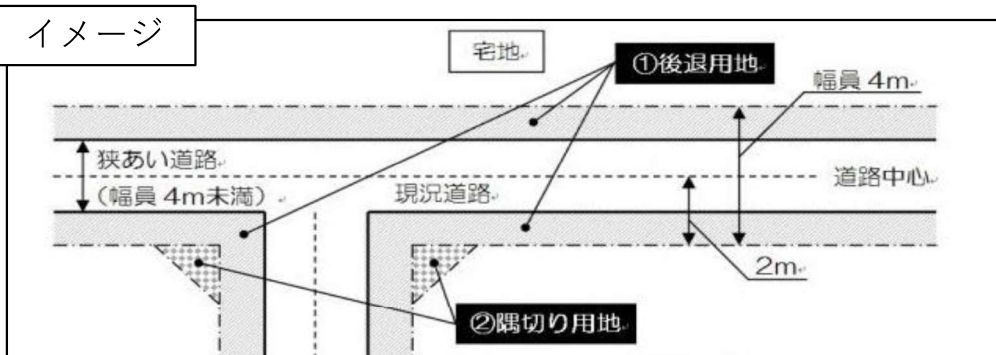 イメージ
宅地
①後退用地
幅員 4m
狭あい道路
（幅員 4m未満）
現況道路
道路中心
2m
②隅切り用地